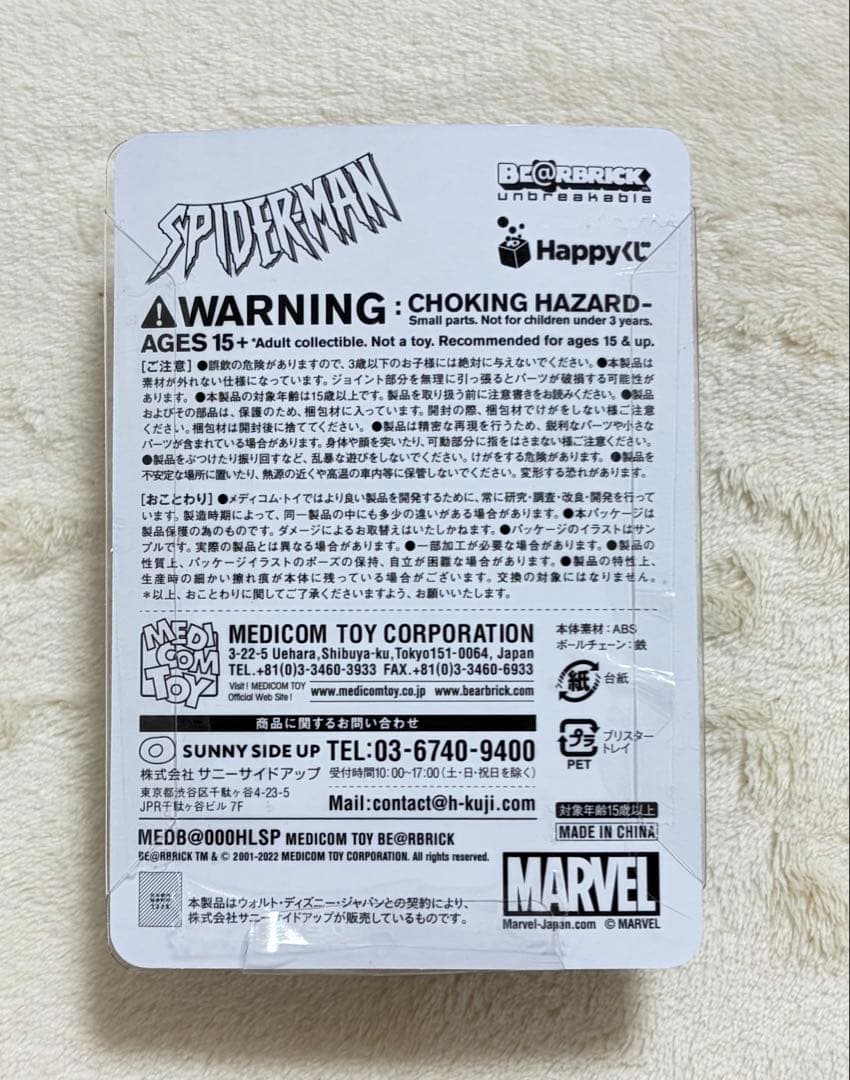 SPIDER-MAN
BE@RBRICK
unbreakable
Happyくじ
WARNING : CHOKING HAZARD–
Small parts. Not for children under 3 years.
AGES 15+ *Adult collectible. Not a toy. Recommended for ages 15 & up.
[ご注意] ●誤飲の危険がありますので、3歳以下のお子様には絶対に与えないでください。●本製品は
素材が外れない仕様になっています。ジョイント部分を無理に引っ張るとパーツが破損する可能性が
あります。 ●本製品の対象年齢は15歳以上です。製品を取り扱う前に注意書きをお読みください。●製品
およびその部品は、保護のため、梱包材に入っています。開封の際、梱包材でけがをしない様ご注意
ください。梱包材は開封後に捨ててください。 ●製品は精密な再現を行うため、鋭利なパーツや小さな
パーツが含まれている場合があります。身体や顔を突いたり、可動部分に指をはさまない様ご注意ください。
●製品をぶつけたり振り回すなど、乱暴な遊びをしないでください。けがをする危険があります。 ●製品を
不安定な場所に置いたり、熱源の近くや高温の車内等に保管しないでください。変形する恐れがあります。
[おことわり] ●メディコム・トイではより良い製品を開発するために、常に研究・調査・改良・開発を行って
います。製造時期によって、同一製品の中にも多少の違いがある場合があります。 ●本パッケージは
製品保護の為のものです。ダメージによるお取替えはいたしかねます。 ●パッケージのイラストはサン
プルです。実際の製品とは異なる場合があります。 ●一部加工が必要な場合があります。 ●製品の
性質上、パッケージイラストのポーズの保持、自立が困難な場合があります。 ●製品の特性上、
生産時の細かい擦れ痕が本体に残っている場合がございます。交換の対象にはなりません。
*以上、おことわりに関してご了承くださいますよう、お願いいたします。
MEDI
COM
TOY
MEDICOM TOY CORPORATION
3-22-5 Uehara,Shibuya-ku,Tokyo151-0064, Japan
TEL.+81(0)3-3460-3933 FAX.+81(0)3-3460-6933
Visit ! MEDICOM TOY
Official Web Site !
www.medicomtoy.co.jp www.bearbrick.com
本体素材：ABS
ボールチェーン：鉄
紙 台紙
プラ ブリスター
トレイ
PET
商品に関するお問い合わせ
SUNNY SIDE UP TEL:03-6740-9400
株式会社 サニーサイドアップ 受付時間10:00~17:00（土・日・祝日を除く）
東京都渋谷区千駄ヶ谷4-23-5
JPR千駄ヶ谷ビル 7F
Mail:contact@h-kuji.com
対象年齢15歳以上
MADE IN CHINA
MEDB@000HLSP MEDICOM TOY BE@RBRICK
BE@RBRICK TM & © 2001-2022 MEDICOM TOY CORPORATION. All rights reserved.
本製品はウォルト・ディズニー・ジャパンとの契約により、
株式会社サニーサイドアップが販売しているものです。
MARVEL
Marvel-Japan.com © MARVEL